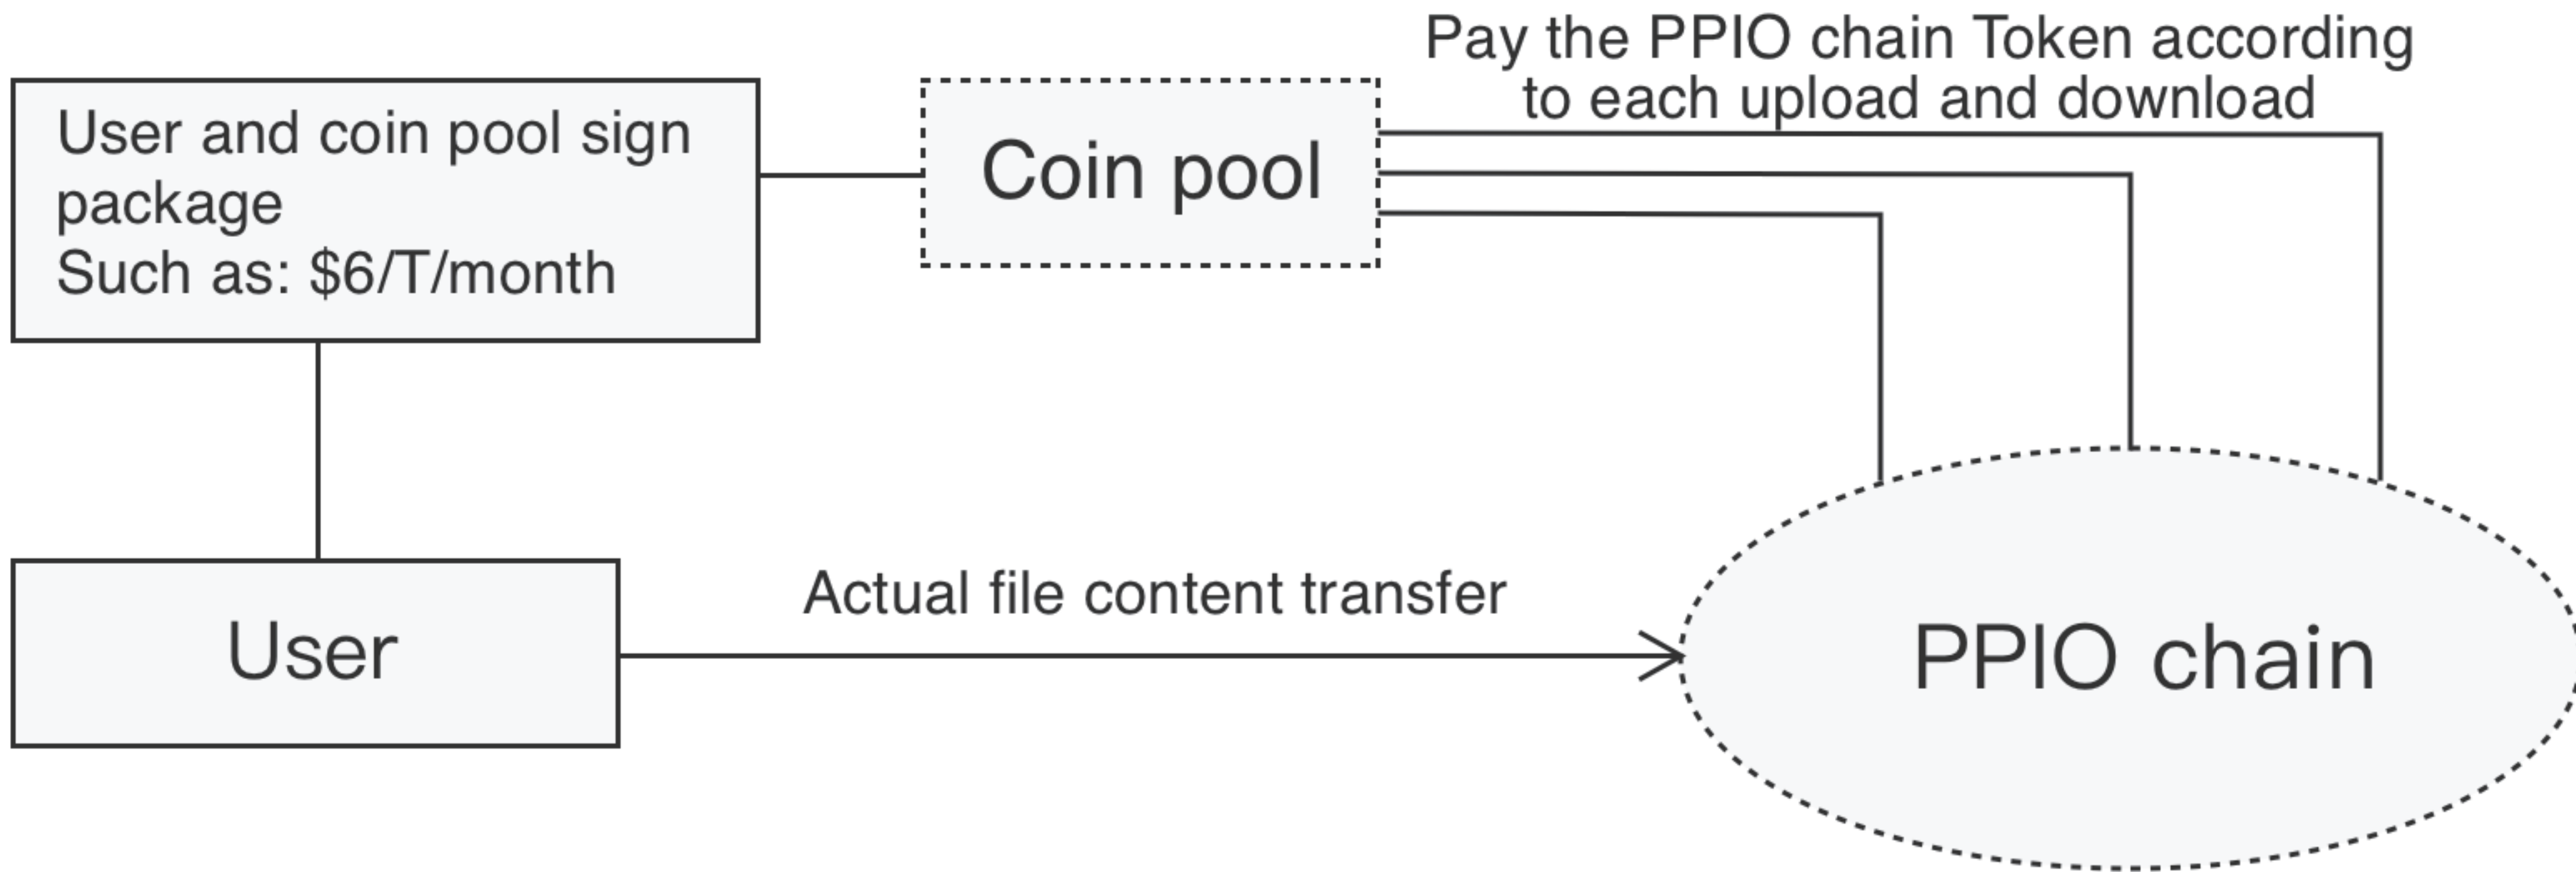 Pay the PPIO chain Token according
to each upload and download
User and coin pool sign
package
Such as: $6/T/month
Coin pool
Actual file content transfer
User
PPIO chain